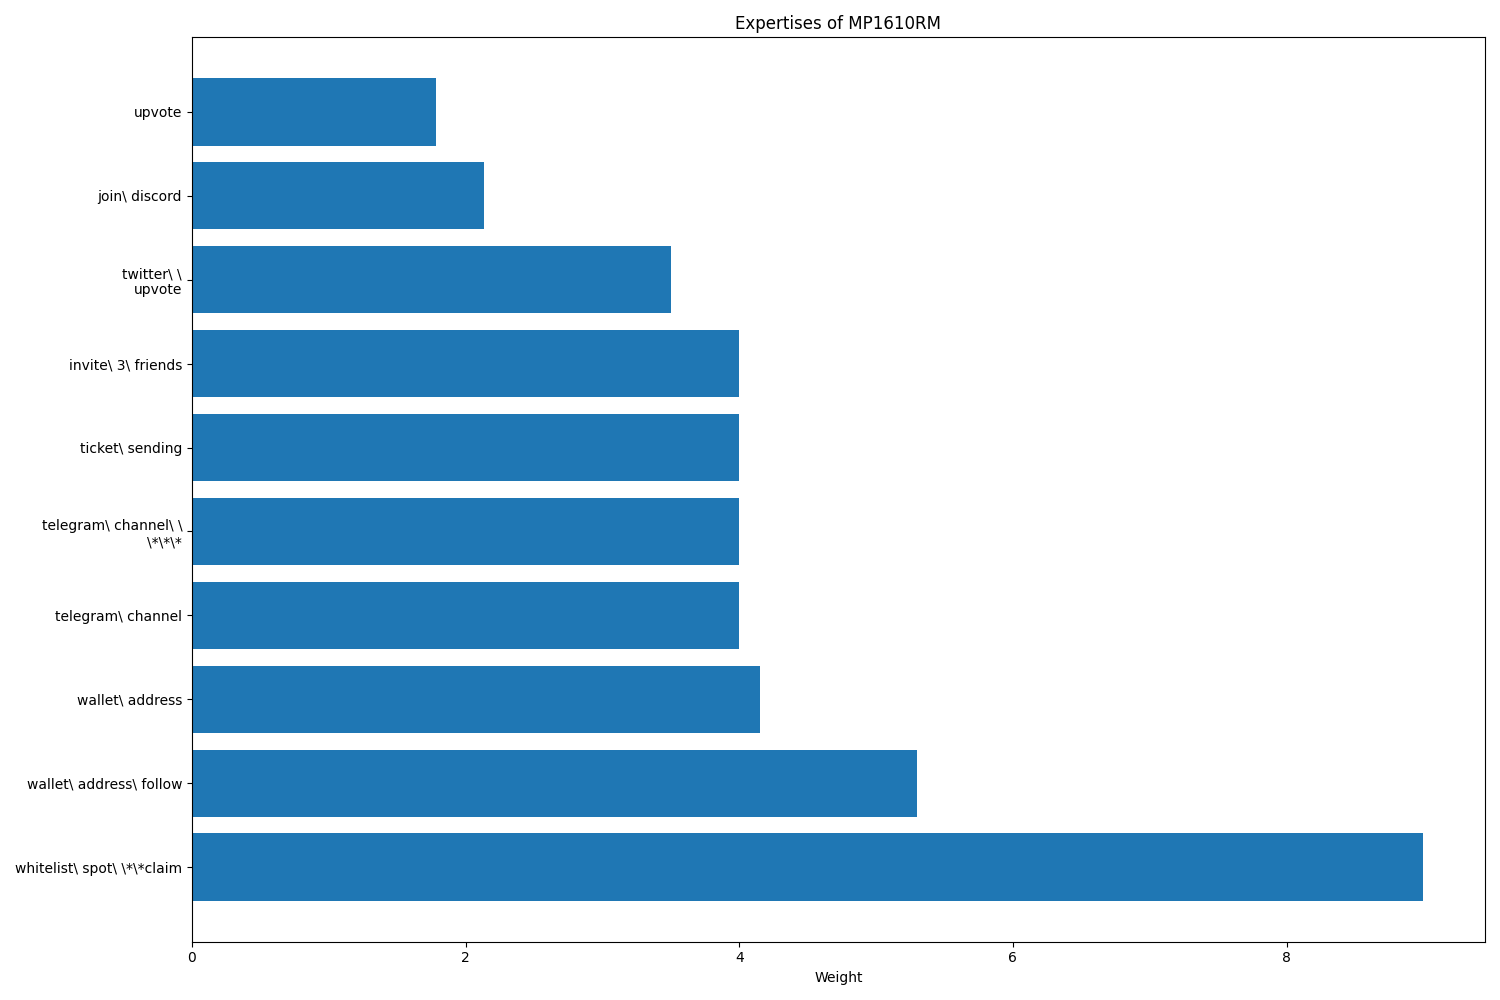 Expertises of MP1610RM
upvote
join\ discord
twitter\ \
upvote
invite\ 3\ friends
ticket\ sending
telegram\ channel\ \
\*\*\*
telegram\ channel
wallet\ address
wallet\ address\ follow
whitelist\ spot\ \*\*claim
0 2 4 6 8
Weight